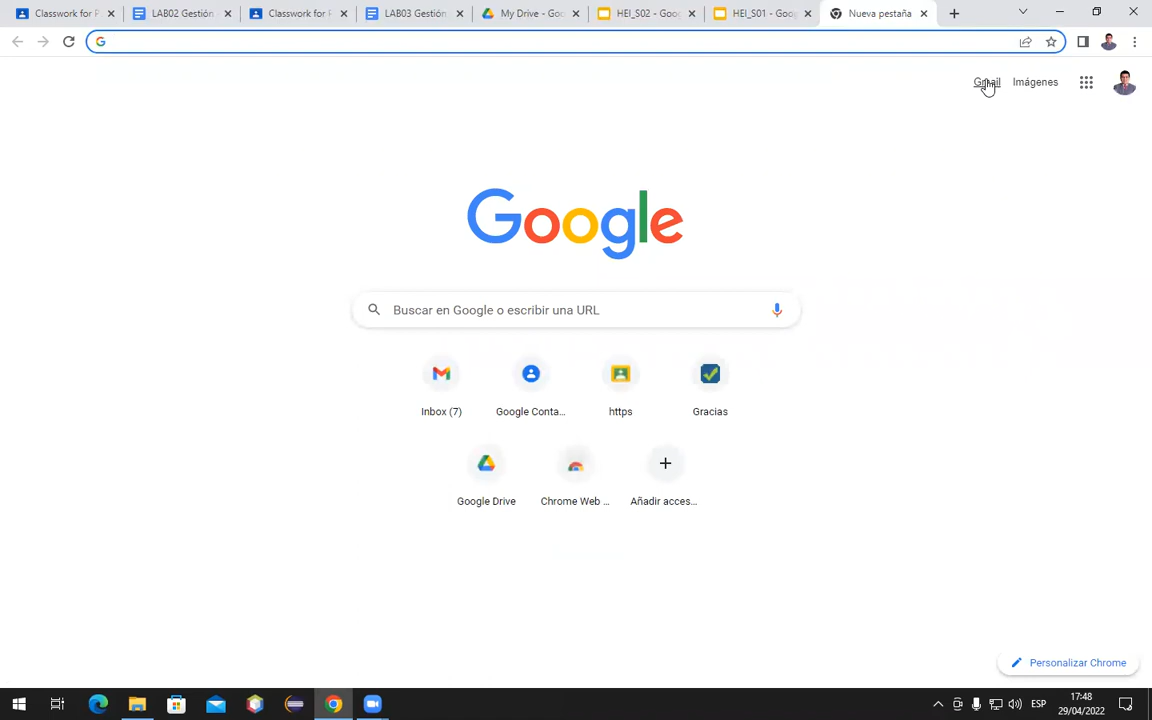 Classwork for P
LAB02 Gestión
Classwork for P
LAB03 Gestión
My Drive - Goo
HEI_S02 - Goog
HEI_S01 - Goog
Nueva pestaña
Gmail
Imágenes
Google
Buscar en Google o escribir una URL
Inbox (7)
Google Conta...
https
Gracias
Google Drive
Chrome Web ...
Añadir acces...
Personalizar Chrome
ESP
17:48
29/04/2022